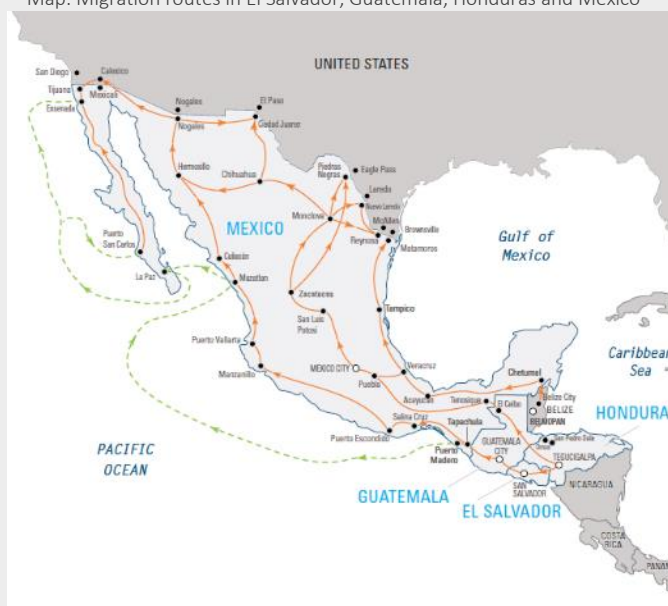 Map: Migration routes in El Salvador, Guatemala, Honduras and Mexico
UNITED STATES
San Diego
Calexico
Tijuana
Mexicali
Ensenada
Nogales
Nogales
El Paso
Ciudad Juarez
Hermosillo
Chihuahua
Piedras
Negras
Eagle Pass
Laredo
Nuevo Laredo
McAllen
Brownsville
Reynosa
Matamoros
Monclova
MEXICO
Gulf of
Mexico
Puerto
San Carlos
La Paz
Culiacán
Mazatlan
Zacatecas
San Luis
Potosi
Tampico
Puerto Vallarta
Manzanillo
MEXICO CITY
Puebla
Veracruz
Acayucan
Tenosique
El Ceibo
Chetumal
Belize City
BELIZE
BELMOPAN
Caribbean
Sea
HONDURA
Salina Cruz
Tapachula
Puerto Escondido
Puerto
Madero
GUATEMALA
CITY
San Pedro Sula
TEGUCIGALPA
SAN
SALVADOR
NICARAGUA
PACIFIC
OCEAN
GUATEMALA
EL SALVADOR
COSTA
RICA
PANAM